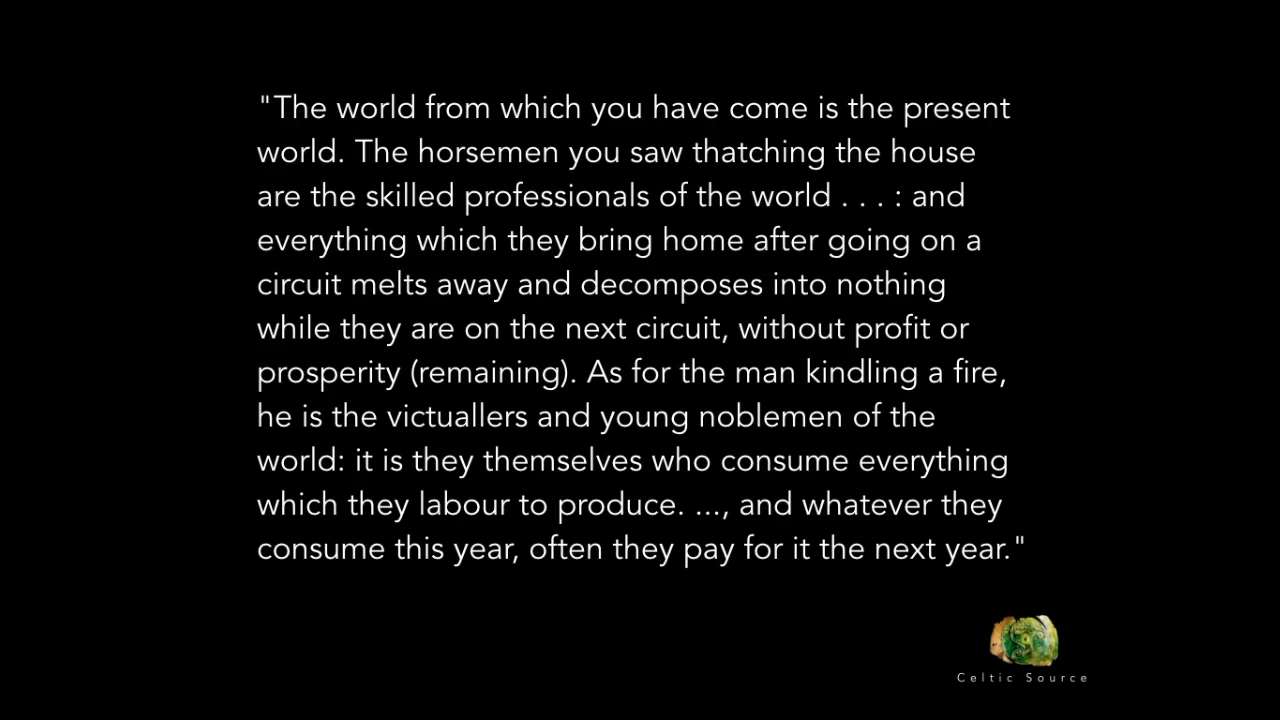 "The world from which you have come is the present
world. The horsemen you saw thatching the house
are the skilled professionals of the world . . . : and
everything which they bring home after going on a
circuit melts away and decomposes into nothing
while they are on the next circuit, without profit or
prosperity (remaining). As for the man kindling a fire,
he is the victuallers and young noblemen of the
world: it is they themselves who consume everything
which they labour to produce. ..., and whatever they
consume this year, often they pay for it the next year."
Celtic Source